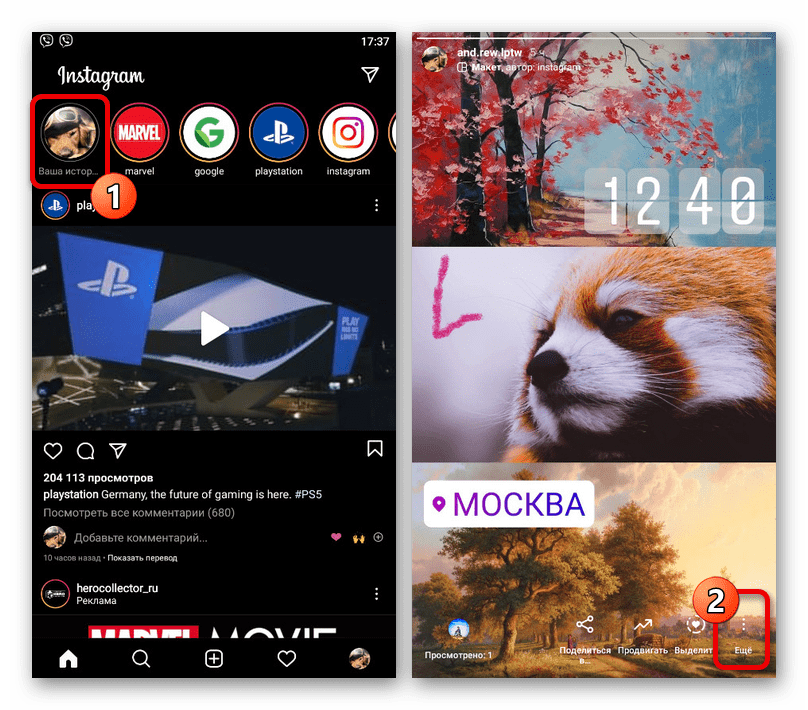 17:37
Instagram
MARVEL
Ваша истор...
marvel
google
playstation
instagram
1
play
PLAY
HAS NO
LIMITS
204 113 просмотров
playstation Germany, the future of gaming is here. #PS5
Посмотреть все комментарии (680)
Добавьте комментарий...
10 часов назад • Показать перевод
herocollector_ru
Реклама
MARVEL MOVIE
and.rew.lptw 5 ч.
Макет, автор: instagram
12 40
L
МОСКВА
2
Просмотрено: 1
Поделиться
в...
Продвигать
Выделит
Ещё